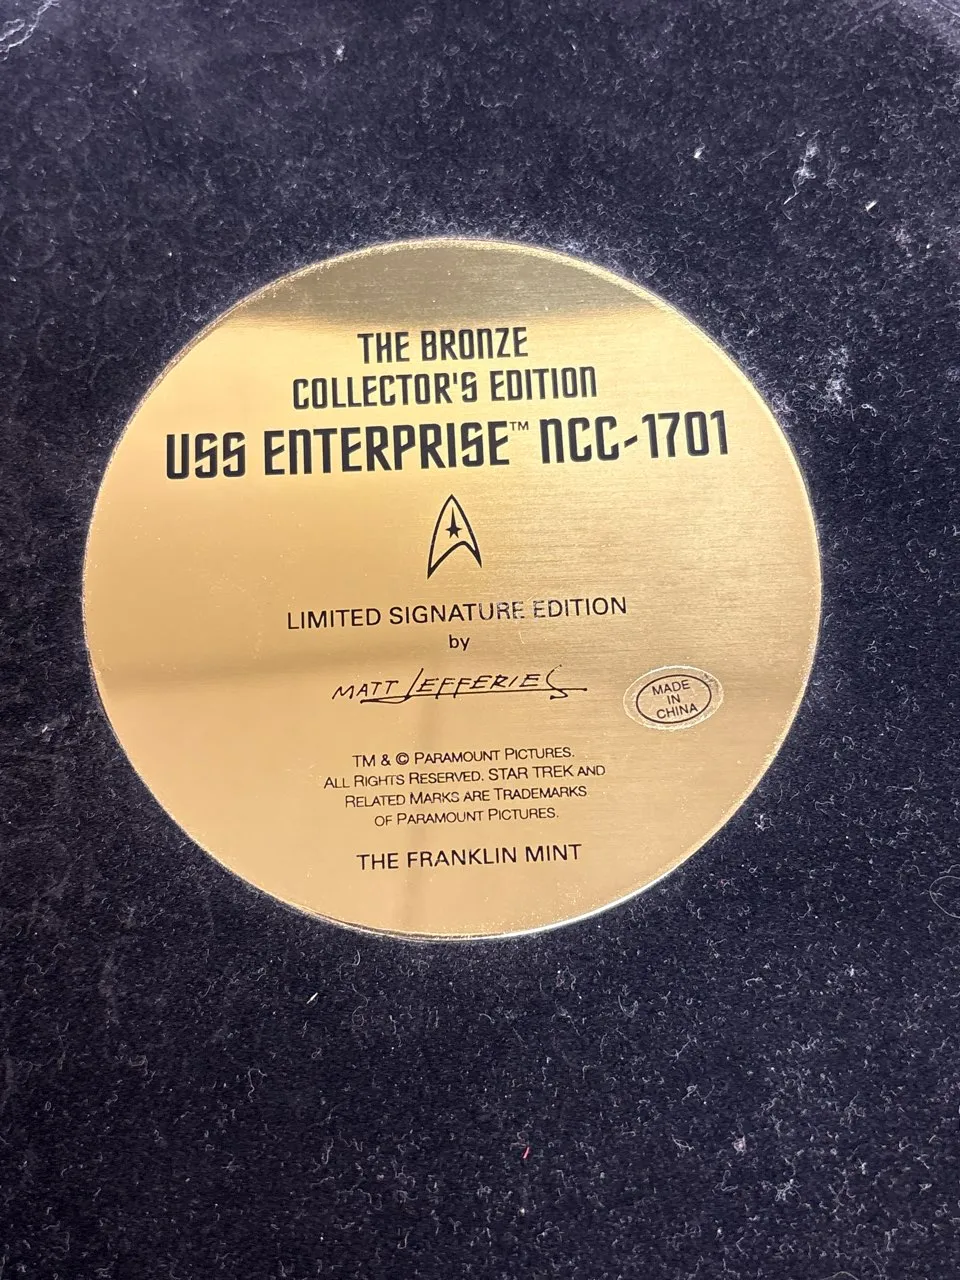 THE BRONZE
COLLECTOR'S EDITION
USS ENTERPRISE™ NCC-1701
LIMITED SIGNATURE EDITION
by
MATT JEFFERIES
MADE
IN
CHINA
TM & © PARAMOUNT PICTURES.
ALL RIGHTS RESERVED. STAR TREK AND
RELATED MARKS ARE TRADEMARKS
OF PARAMOUNT PICTURES.
THE FRANKLIN MINT